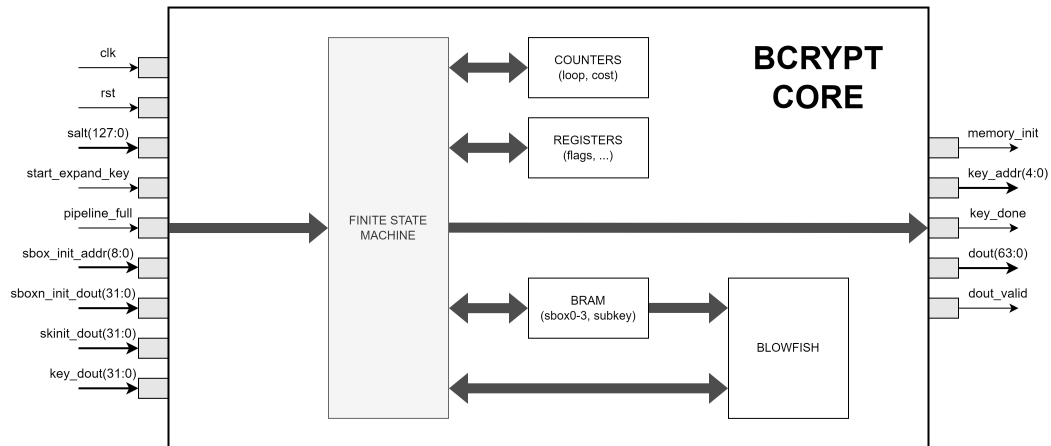 clk
rst
salt(127:0)
start_expand_key
pipeline_full
sbox_init_addr(8:0)
sboxn_init_dout(31:0)
skinit_dout(31:0)
key_dout(31:0)
FINITE STATE
MACHINE
COUNTERS
(loop, cost)
REGISTERS
(flags, ...)
BRAM
(sbox0-3, subkey)
BLOWFISH
BCRYPT
CORE
memory_init
key_addr(4:0)
key_done
dout(63:0)
dout_valid